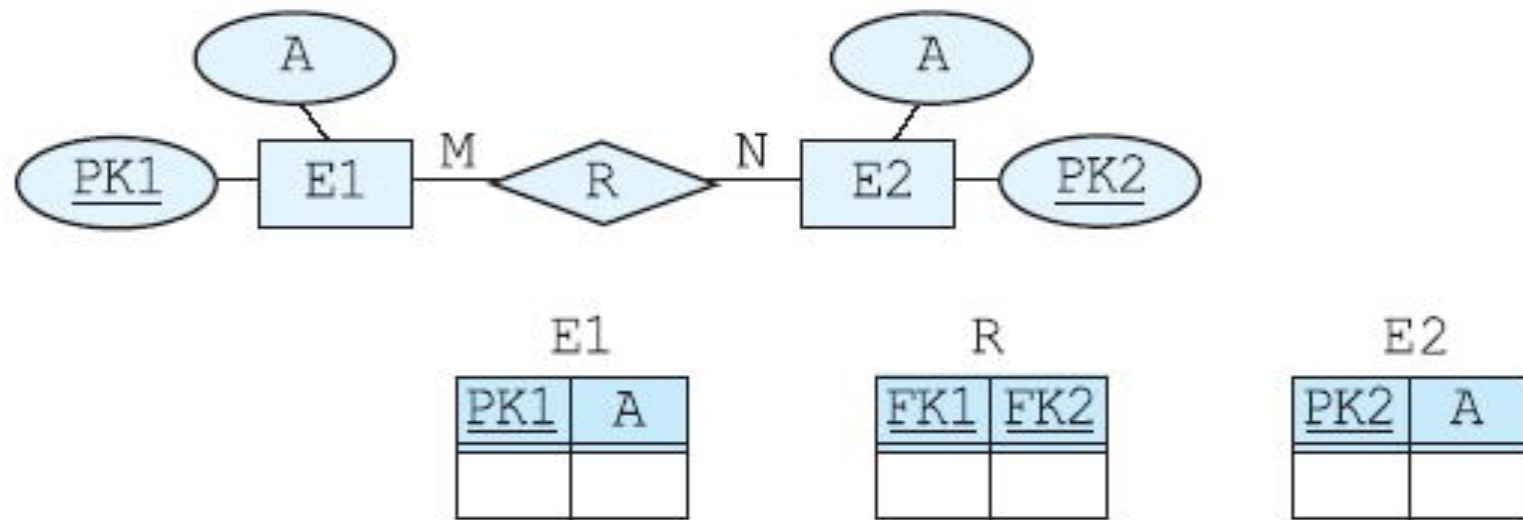 A A
PK1 E1 M R N E2 PK2
E1 R E2
PK1 A FK1 FK2 PK2 A